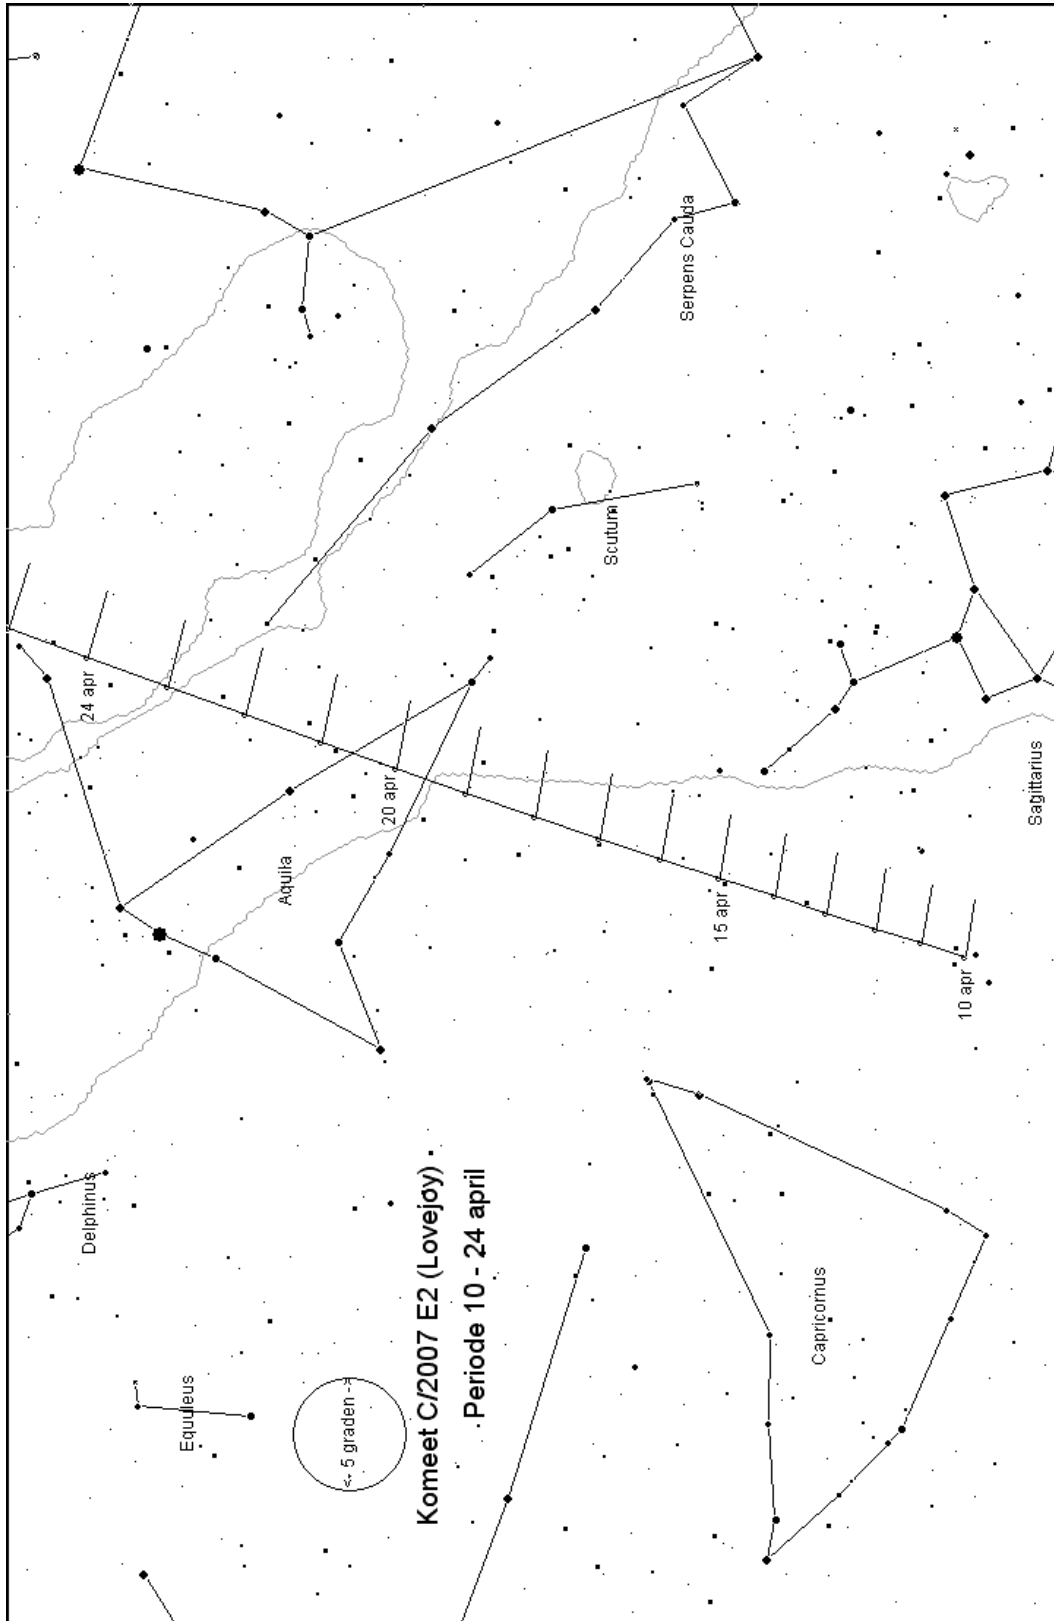 Serpens Cauda
Scutum
24 apr
20 apr
Sagittarius
Aquila
15 apr
10 apr
Delphinus
Capricornus
Equuleus
<- 5 graden ->
Komeet C/2007 E2 (Lovejoy)
Periode 10 - 24 april